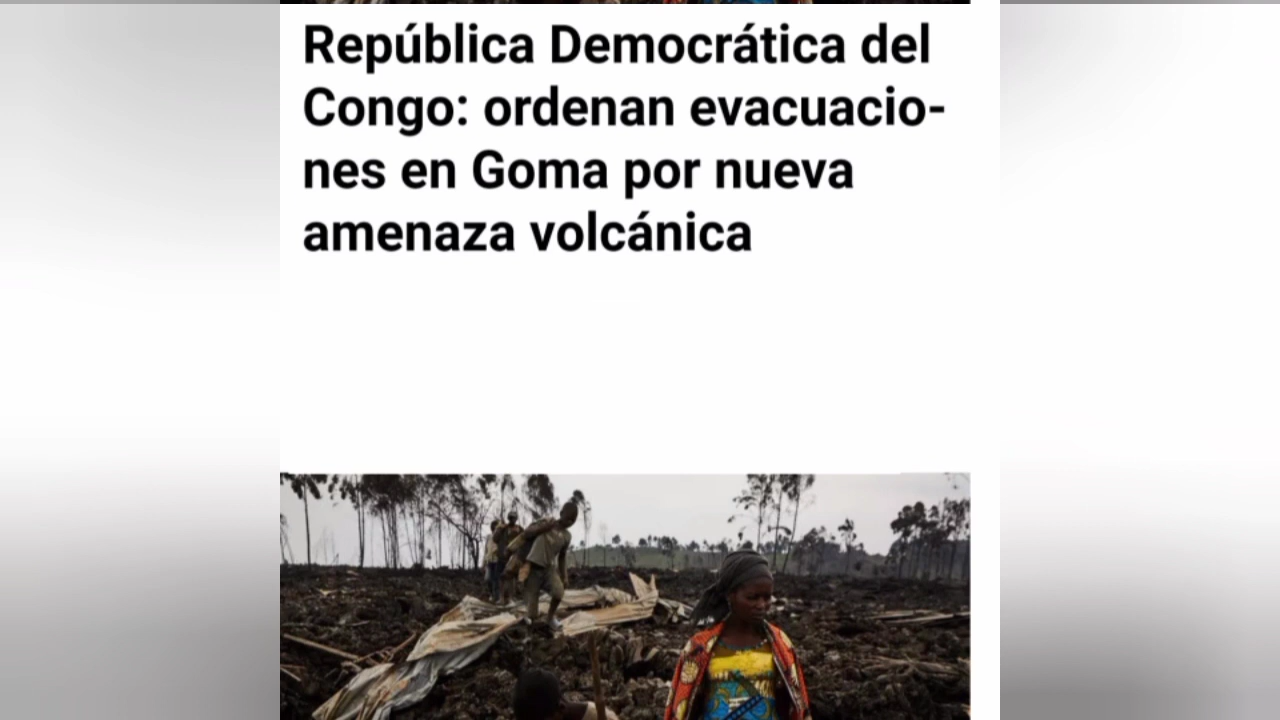 República Democrática del
Congo: ordenan evacuacio-
nes en Goma por nueva
amenaza volcánica